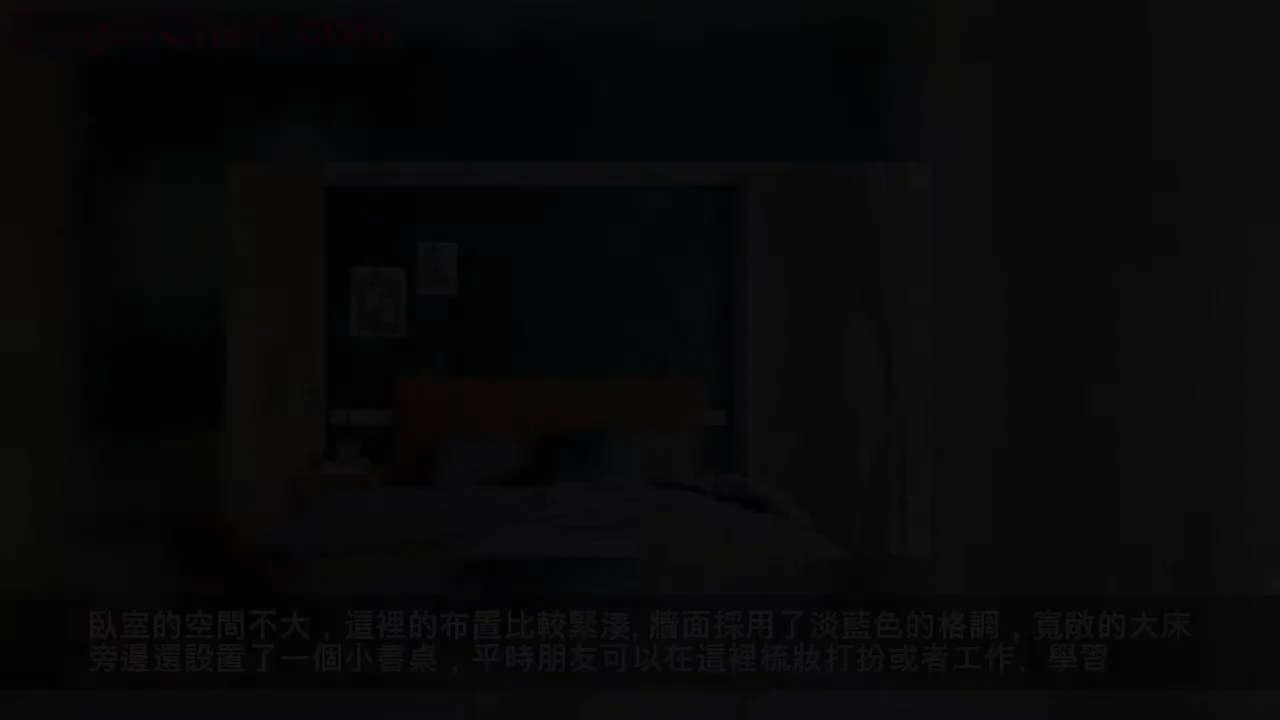 臥室的空間不大，這裡的布置比較緊湊, 牆面採用了淡藍色的格調，寬敞的大床
旁邊還設置了一個小書桌，平時朋友可以在這裡梳妝打扮或者工作、學習